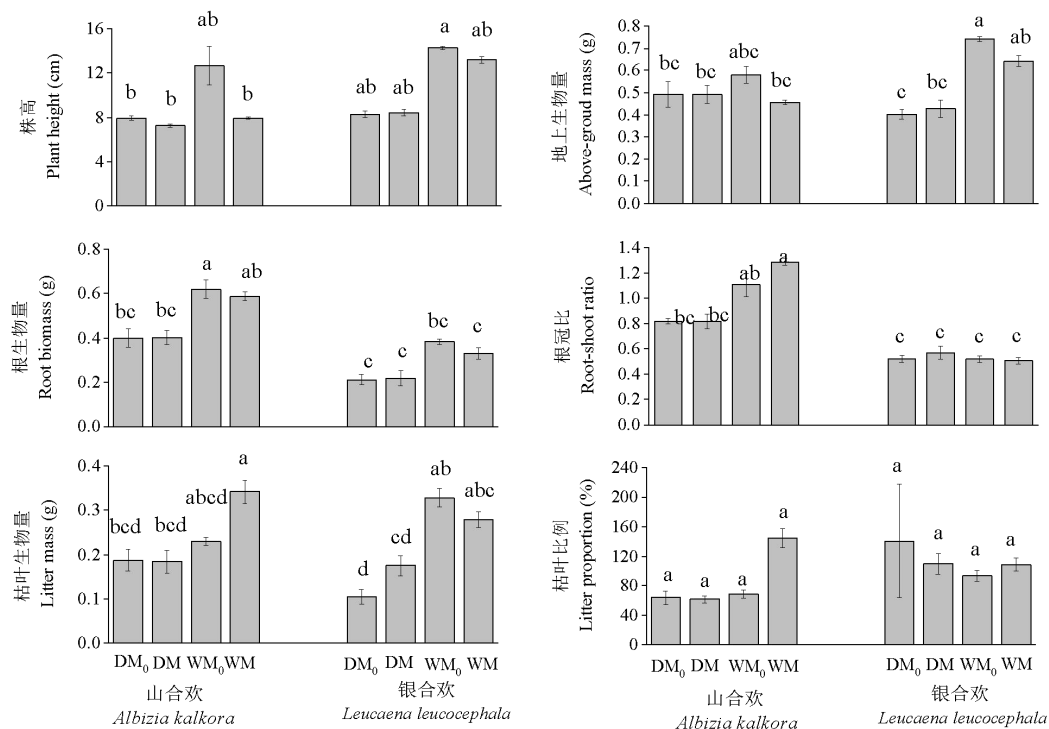 株高
Plant height (cm)
16
12
8
4
0
b
b
ab
b
ab
ab
a
ab
地上生物量
Above-groud mass (g)
0.8
0.7
0.6
0.5
0.4
0.3
0.2
0.1
0.0
bc
bc
abc
bc
c
bc
a
ab
根生物量
Root biomass (g)
0.8
0.6
0.4
0.2
0.0
bc
bc
a
ab
c
c
bc
c
根冠比
Root-shoot ratio
1.4
1.2
1.0
0.8
0.6
0.4
0.2
0.0
bc
bc
ab
a
c
c
c
c
枯叶生物量
Litter mass (g)
0.4
0.3
0.2
0.1
0
bcd
bcd
abcd
a
d
cd
ab
abc
DM₀ DM WM₀ WM
DM₀ DM WM₀ WM
山合欢
银合欢
Albizia kalkora
Leucaena leucocephala
枯叶比例
Litter proportion (%)
240
200
160
120
80
40
0
a
a
a
a
a
a
a
a
DM₀ DM WM₀ WM
DM₀ DM WM₀ WM
山合欢
银合欢
Albizia kalkora
Leucaena leucocephala